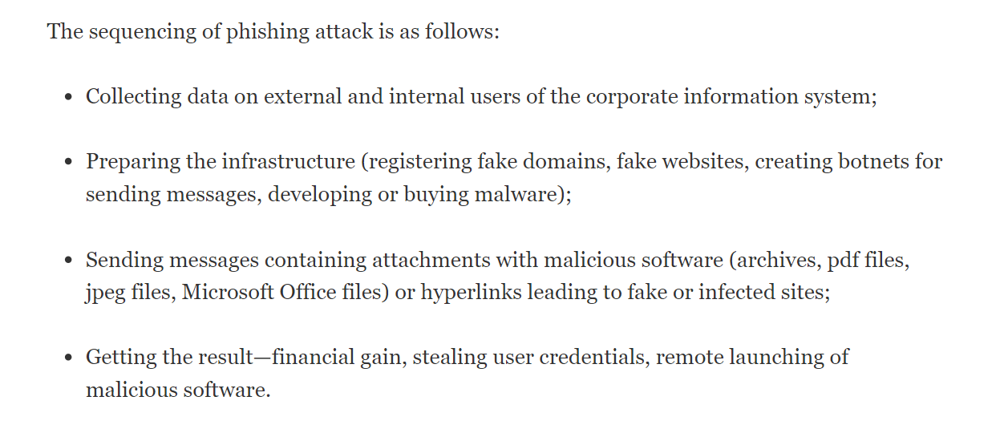 The sequencing of phishing attack is as follows:
• Collecting data on external and internal users of the corporate information system;
• Preparing the infrastructure (registering fake domains, fake websites, creating botnets for
sending messages, developing or buying malware);
• Sending messages containing attachments with malicious software (archives, pdf files,
jpeg files, Microsoft Office files) or hyperlinks leading to fake or infected sites;
• Getting the result—financial gain, stealing user credentials, remote launching of
malicious software.